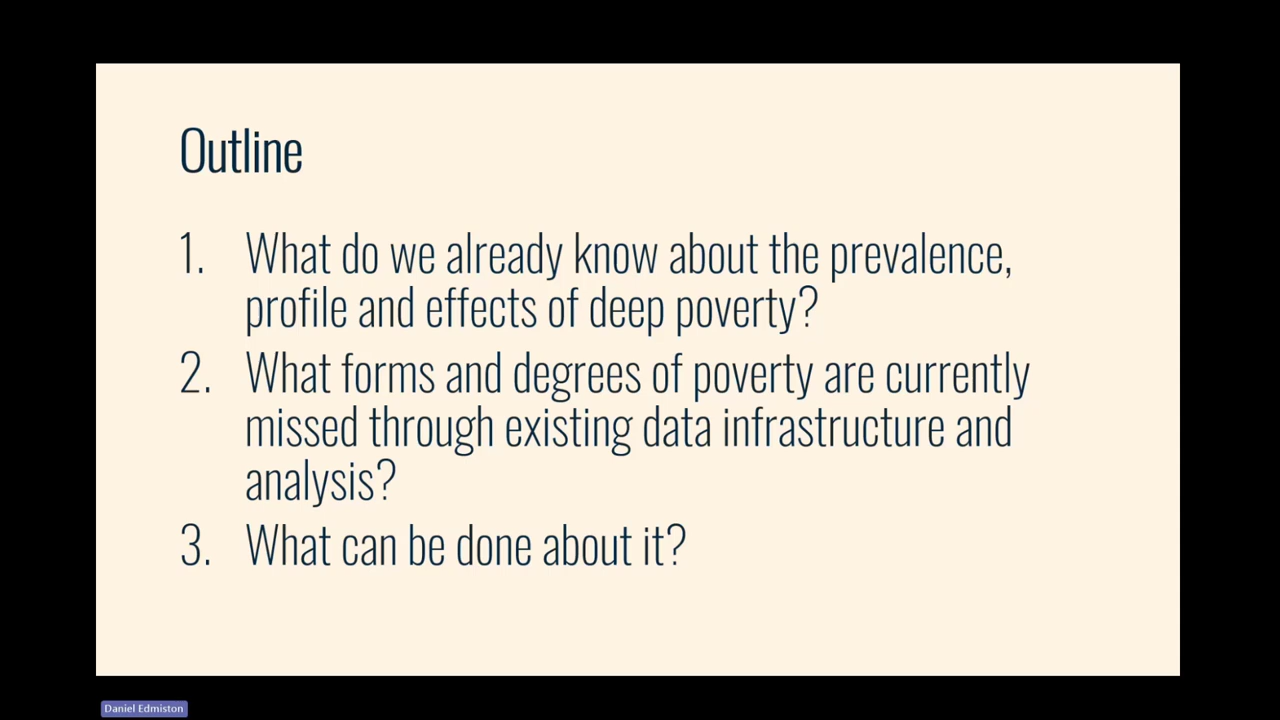 Outline
1. What do we already know about the prevalence,
profile and effects of deep poverty?
2. What forms and degrees of poverty are currently
missed through existing data infrastructure and
analysis?
3. What can be done about it?
Daniel Edmiston